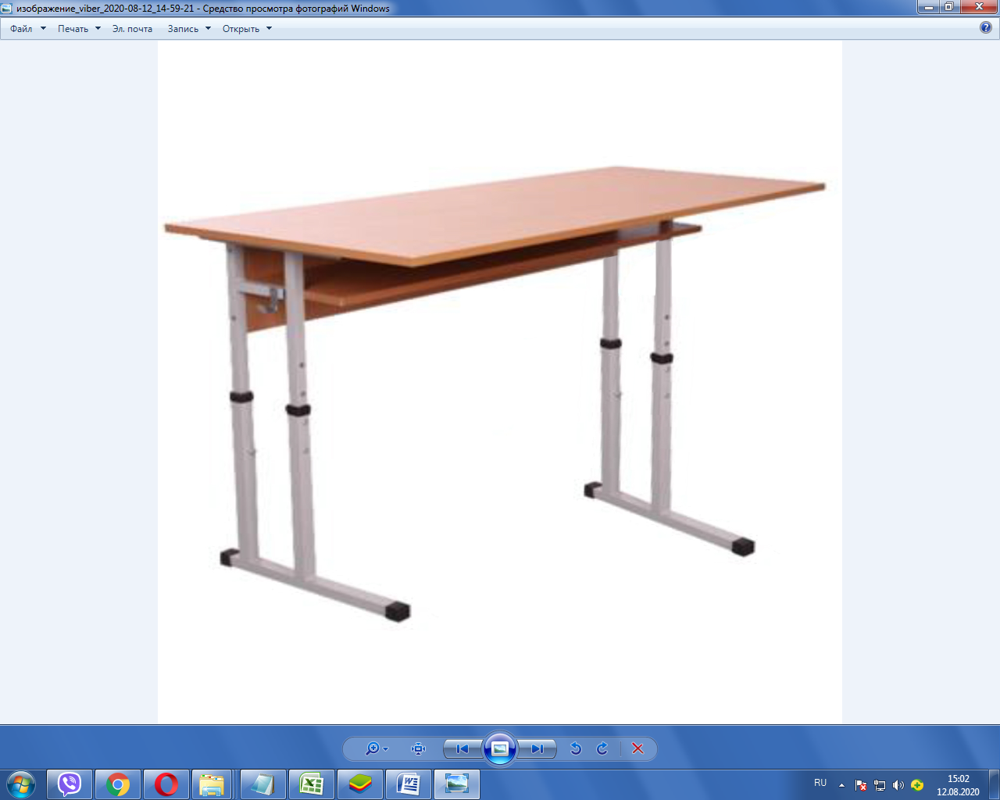 изображение_viber_2020-08-12_14-59-21 - Средство просмотра фотографий Windows
Файл Печать Эл. почта Запись Открыть
RU
15:02
12.08.2020